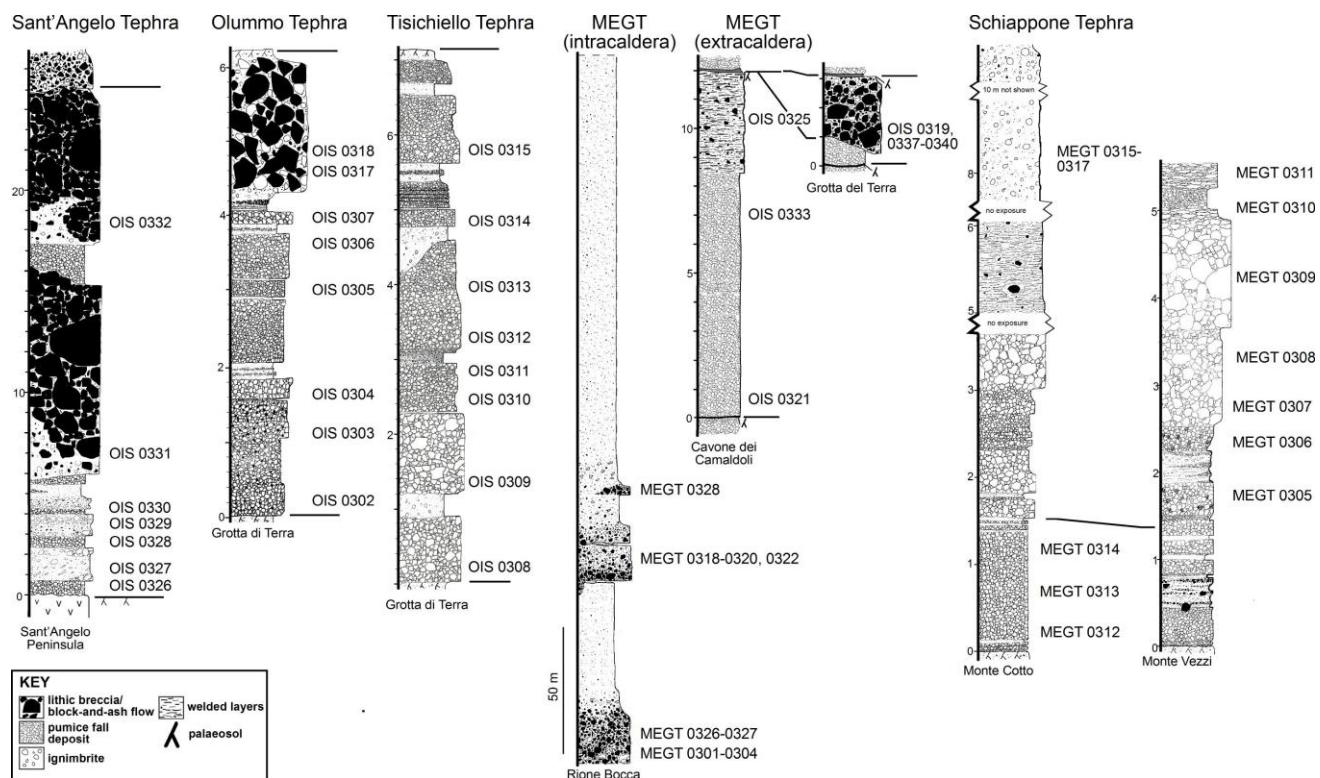 Sant'Angelo Tephra
Olummo Tephra
Tisichiello Tephra
MEGT
(intracaldera)
MEGT
(extracaldera)
Schiappone Tephra
20
10
0
OIS 0332
OIS 0331
OIS 0330
OIS 0329
OIS 0328
OIS 0327
OIS 0326
Sant'Angelo
Peninsula
6
4
2
0
OIS 0318
OIS 0317
OIS 0307
OIS 0306
OIS 0305
OIS 0304
OIS 0303
OIS 0302
Grotta di Terra
6
4
2
OIS 0315
OIS 0314
OIS 0313
OIS 0312
OIS 0311
OIS 0310
OIS 0309
OIS 0308
Grotta di Terra
MEGT 0328
MEGT 0318-0320, 0322
50 m
MEGT 0326-0327
MEGT 0301-0304
Rione Bocca
10
5
0
OIS 0325
OIS 0333
OIS 0321
Cavone dei
Camaldoli
0
OIS 0319,
0337-0340
Grotta del Terra
10 m not shown
8
no exposure
6
5
no exposure
3
2
1
0
MEGT 0315-
0317
MEGT 0314
MEGT 0313
MEGT 0312
Monte Cotto
5
4
3
2
1
0
MEGT 0311
MEGT 0310
MEGT 0309
MEGT 0308
MEGT 0307
MEGT 0306
MEGT 0305
Monte Vezzi
KEY
lithic breccia/
block-and-ash flow
pumice fall
deposit
ignimbrite
welded layers
palaeosol